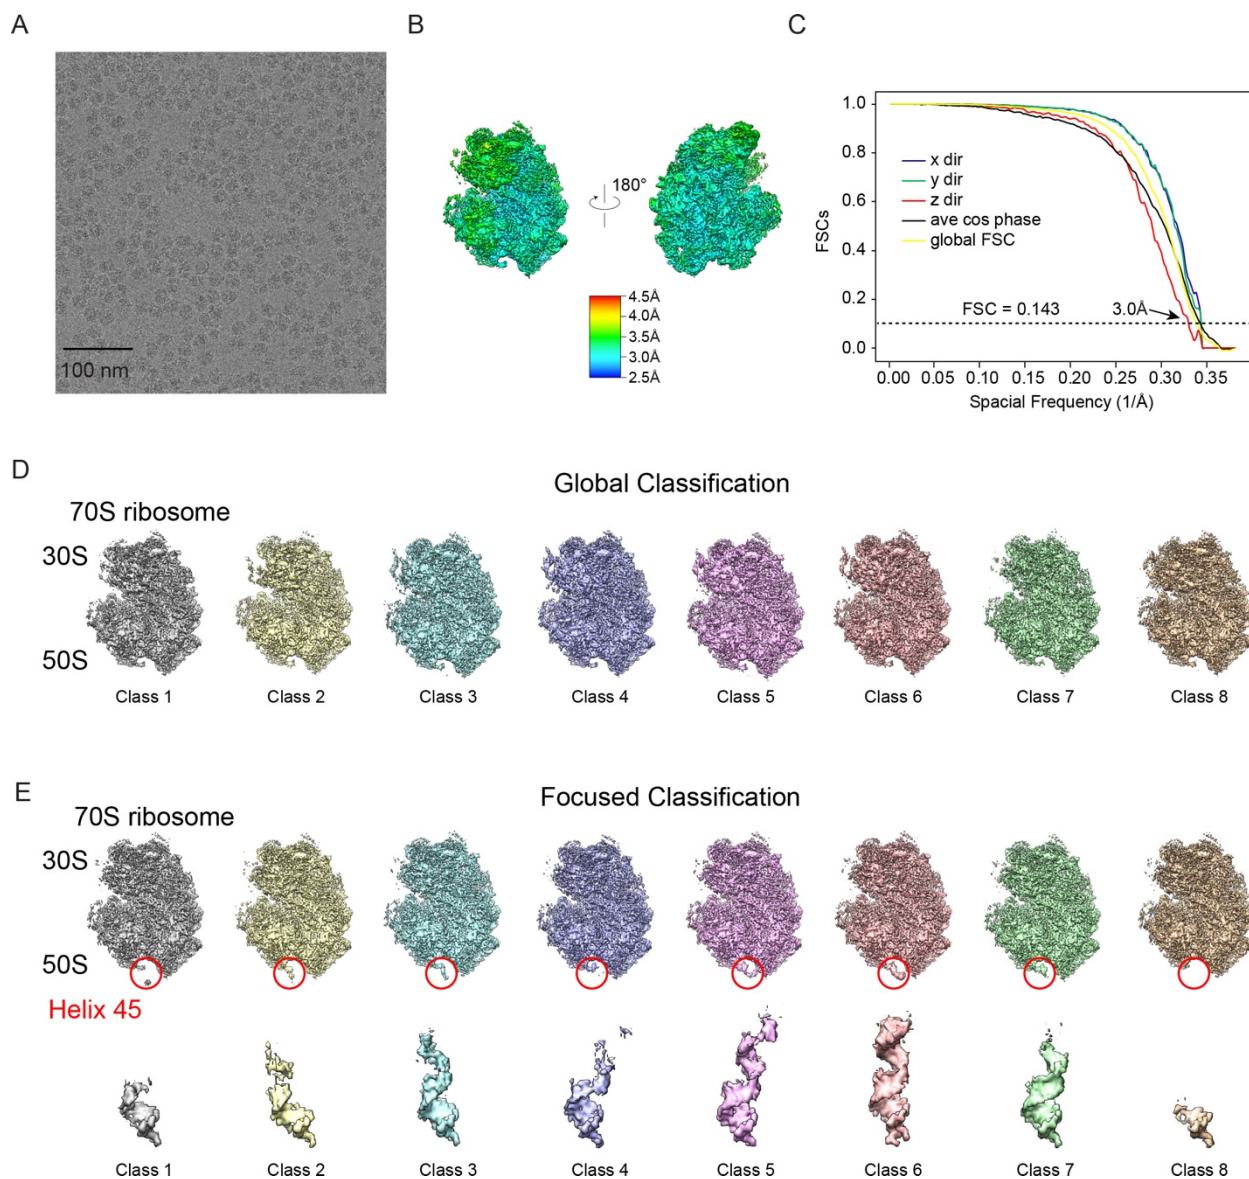 A
100 nm
B
180°
4.5Å
4.0Å
3.5Å
3.0Å
2.5Å
C
1.0
0.8
0.6
0.4
0.2
0.0
FSCs
x dir
y dir
z dir
ave cos phase
global FSC
FSC = 0.143
3.0Å
0.00 0.05 0.10 0.15 0.20 0.25 0.30 0.35
Spacial Frequency (1/Å)
D
Global Classification
70S ribosome
30S
50S
Class 1 Class 2 Class 3 Class 4 Class 5 Class 6 Class 7 Class 8
E
Focused Classification
70S ribosome
30S
50S
Helix 45
Class 1 Class 2 Class 3 Class 4 Class 5 Class 6 Class 7 Class 8